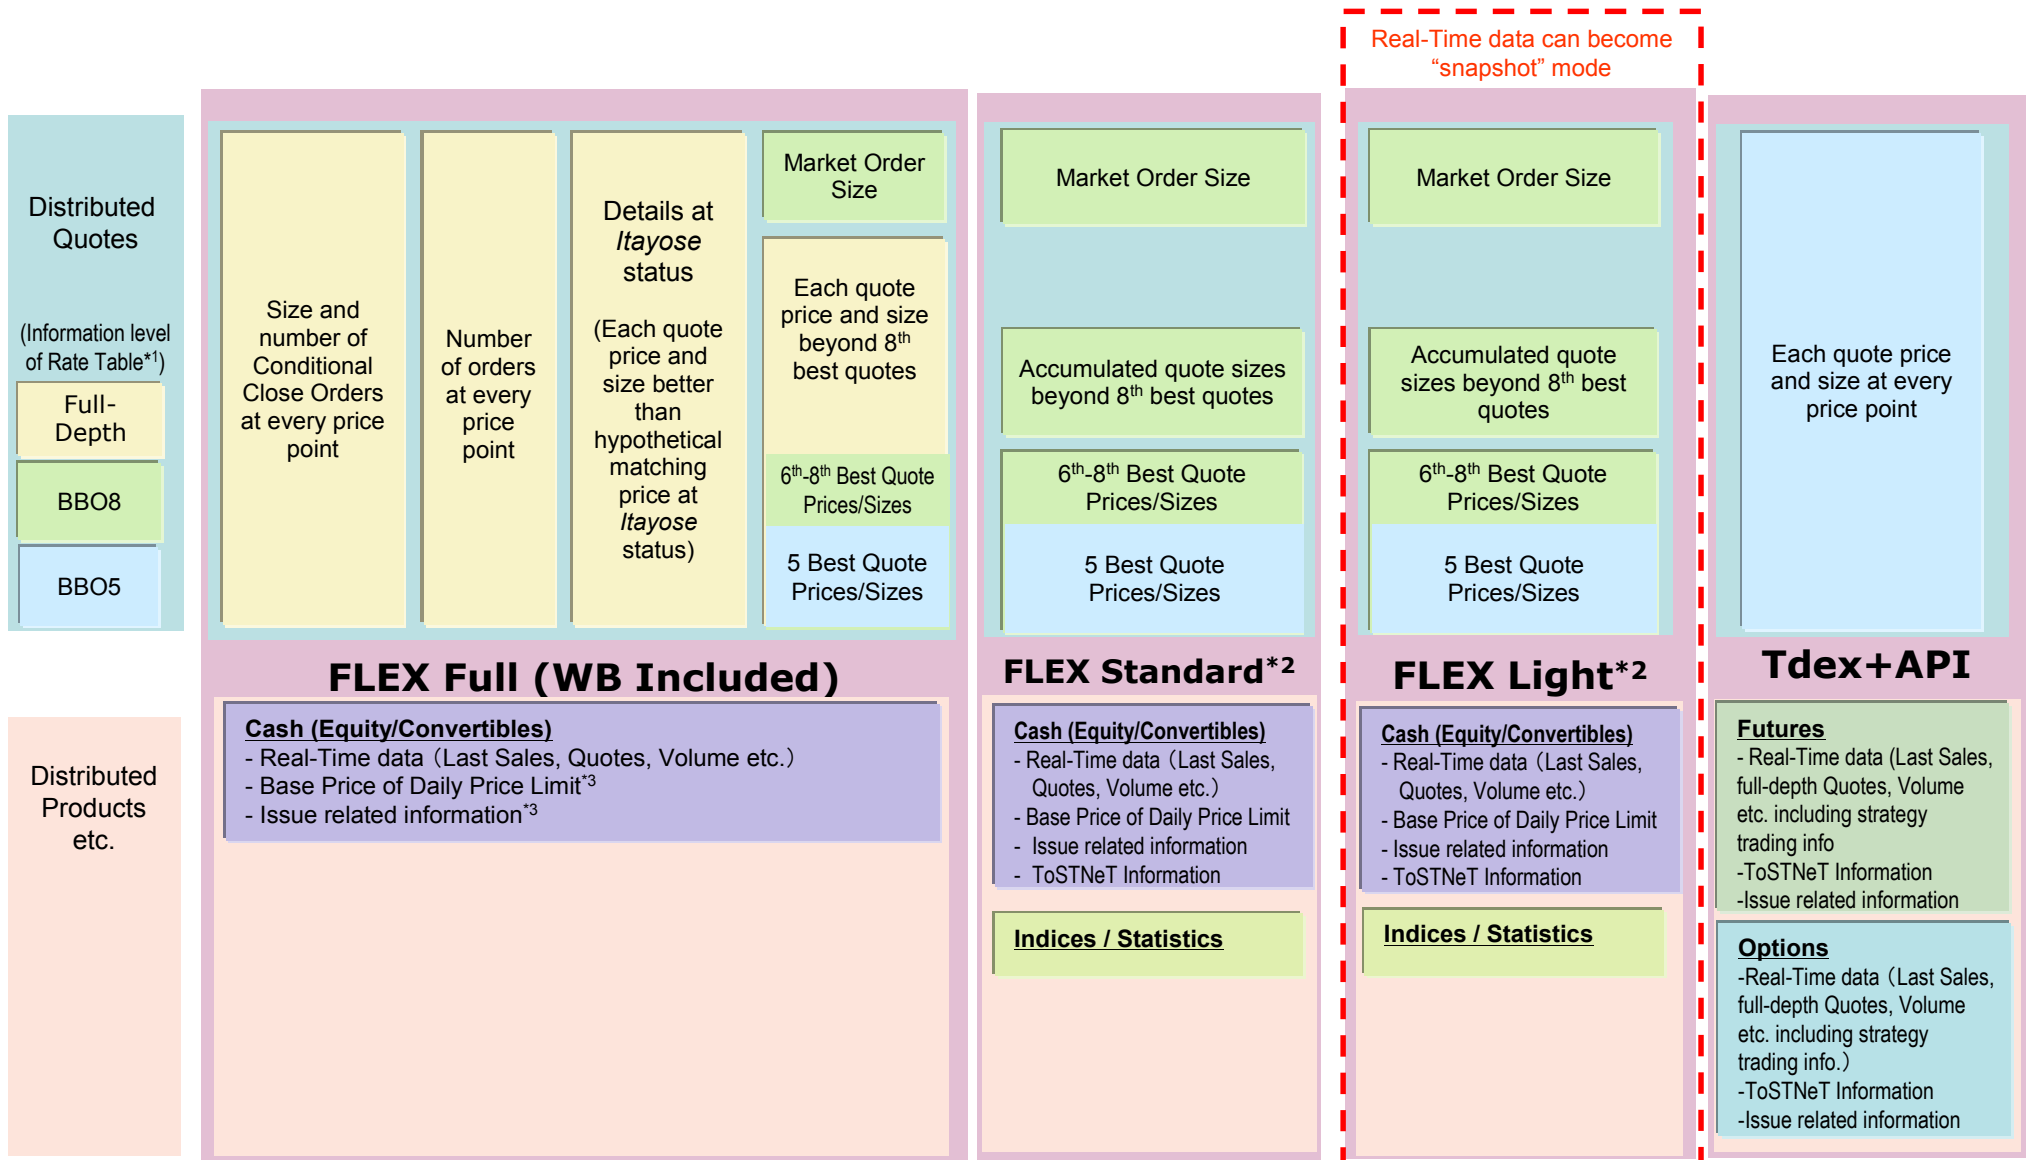 Real-Time data can become
“snapshot” mode
Distributed
Quotes
(Information level
of Rate Table*1)
Full-
Depth
BBO8
BBO5
Size and
number of
Conditional
Close Orders
at every price
point
Number
of orders
at every
price
point
Details at
Itayose
status
(Each quote
price and
size better
than
hypothetical
matching
price at
Itayose
status)
Market Order
Size
Each quote
price and size
beyond 8th
best quotes
6th-8th Best Quote
Prices/Sizes
5 Best Quote
Prices/Sizes
Market Order Size
Accumulated quote sizes
beyond 8th best quotes
6th-8th Best Quote
Prices/Sizes
5 Best Quote
Prices/Sizes
Market Order Size
Accumulated quote
sizes beyond 8th best
quotes
6th-8th Best Quote
Prices/Sizes
5 Best Quote
Prices/Sizes
Each quote price
and size at every
price point
FLEX Full (WB Included)
FLEX Standard*2
FLEX Light*2
Tdex+API
Distributed
Products
etc.
Cash (Equity/Convertibles)
- Real-Time data（Last Sales, Quotes, Volume etc.）
- Base Price of Daily Price Limit*3
- Issue related information*3
Cash (Equity/Convertibles)
- Real-Time data（Last Sales,
Quotes, Volume etc.）
- Base Price of Daily Price Limit
- Issue related information
- ToSTNeT Information
Indices / Statistics
Cash (Equity/Convertibles)
- Real-Time data（Last Sales,
Quotes, Volume etc.）
- Base Price of Daily Price Limit
- Issue related information
- ToSTNeT Information
Indices / Statistics
Futures
- Real-Time data (Last Sales,
full-depth Quotes, Volume
etc. including strategy
trading info
-ToSTNeT Information
-Issue related information
Options
-Real-Time data（Last Sales,
full-depth Quotes, Volume
etc. including strategy
trading info.）
-ToSTNeT Information
-Issue related information